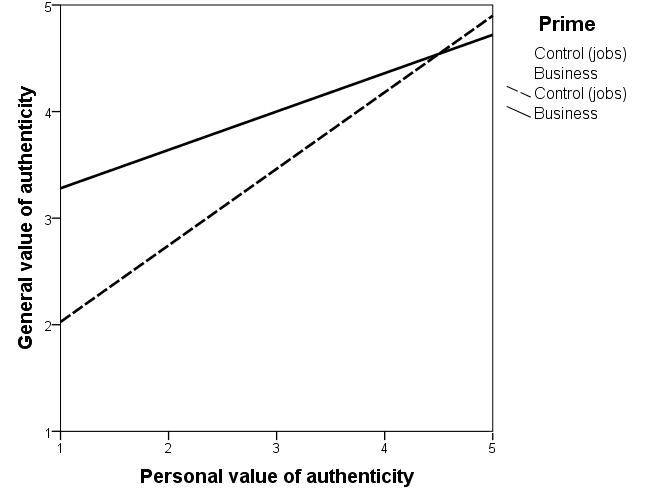 Prime
Control (jobs)
Business
Control (jobs)
Business
General value of authenticity
5
4
3
2
1
1 2 3 4 5
Personal value of authenticity